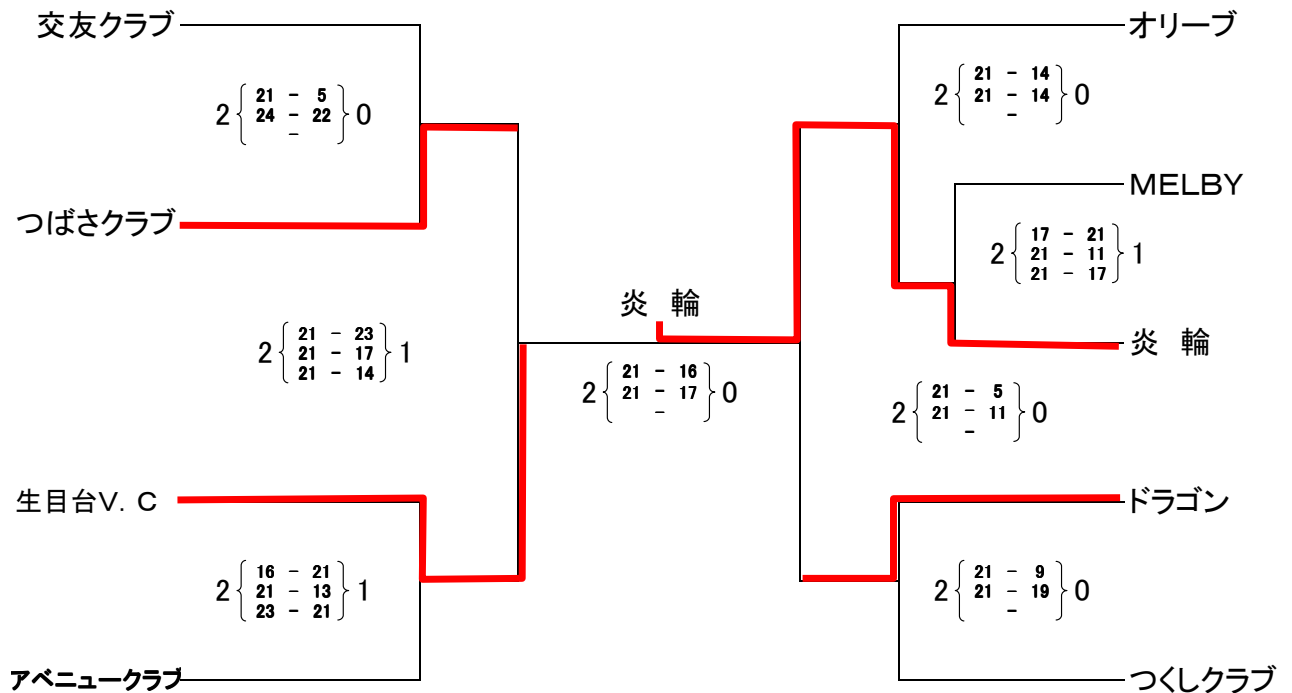 交友クラブ
オリーブ
2 { 21 - 5 } 0
24 - 22
-
2 { 21 - 14 } 0
21 - 14
-
MELBY
つばさクラブ
2 { 17 - 21 } 1
21 - 11
21 - 17
炎 輪
炎 輪
2 { 21 - 23 } 1
21 - 17
21 - 14
2 { 21 - 16 } 0
21 - 17
-
2 { 21 - 5 } 0
21 - 11
-
生目台V. C
ドラゴン
2 { 16 - 21 } 1
21 - 13
23 - 21
2 { 21 - 9 } 0
21 - 19
-
アベニュークラブ
つくしクラブ